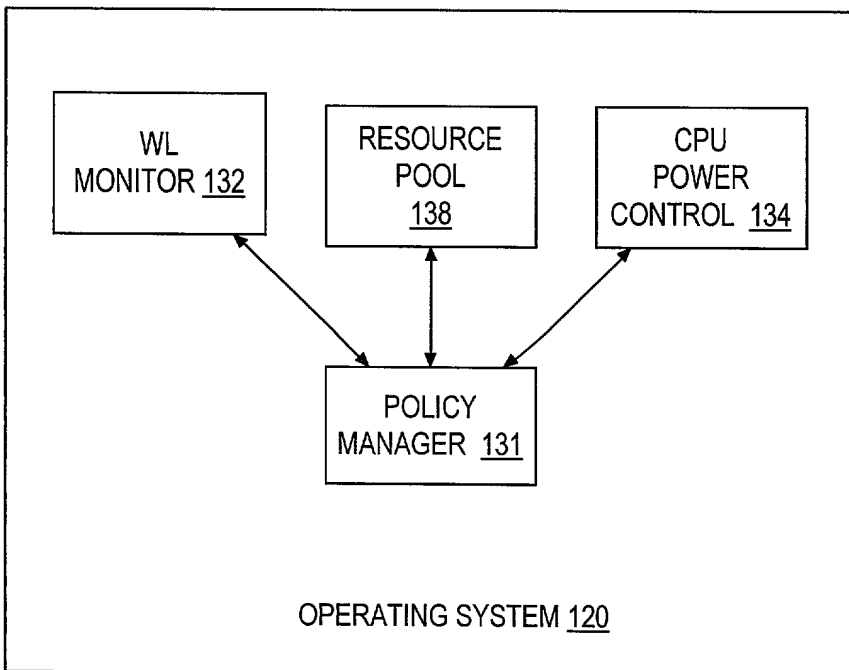 WL
MONITOR 132
RESOURCE
POOL
138
CPU
POWER
CONTROL 134
POLICY
MANAGER 131
OPERATING SYSTEM 120